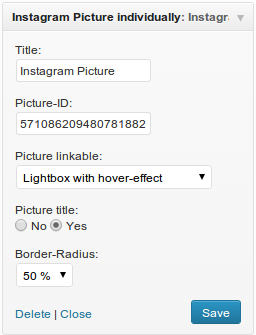 Instagram Picture individually: Instagra
Title:
Instagram Picture
Picture-ID:
571086209480781882
Picture linkable:
Lightbox with hover-effect
Picture title:
No Yes
Border-Radius:
50 %
Delete | Close Save